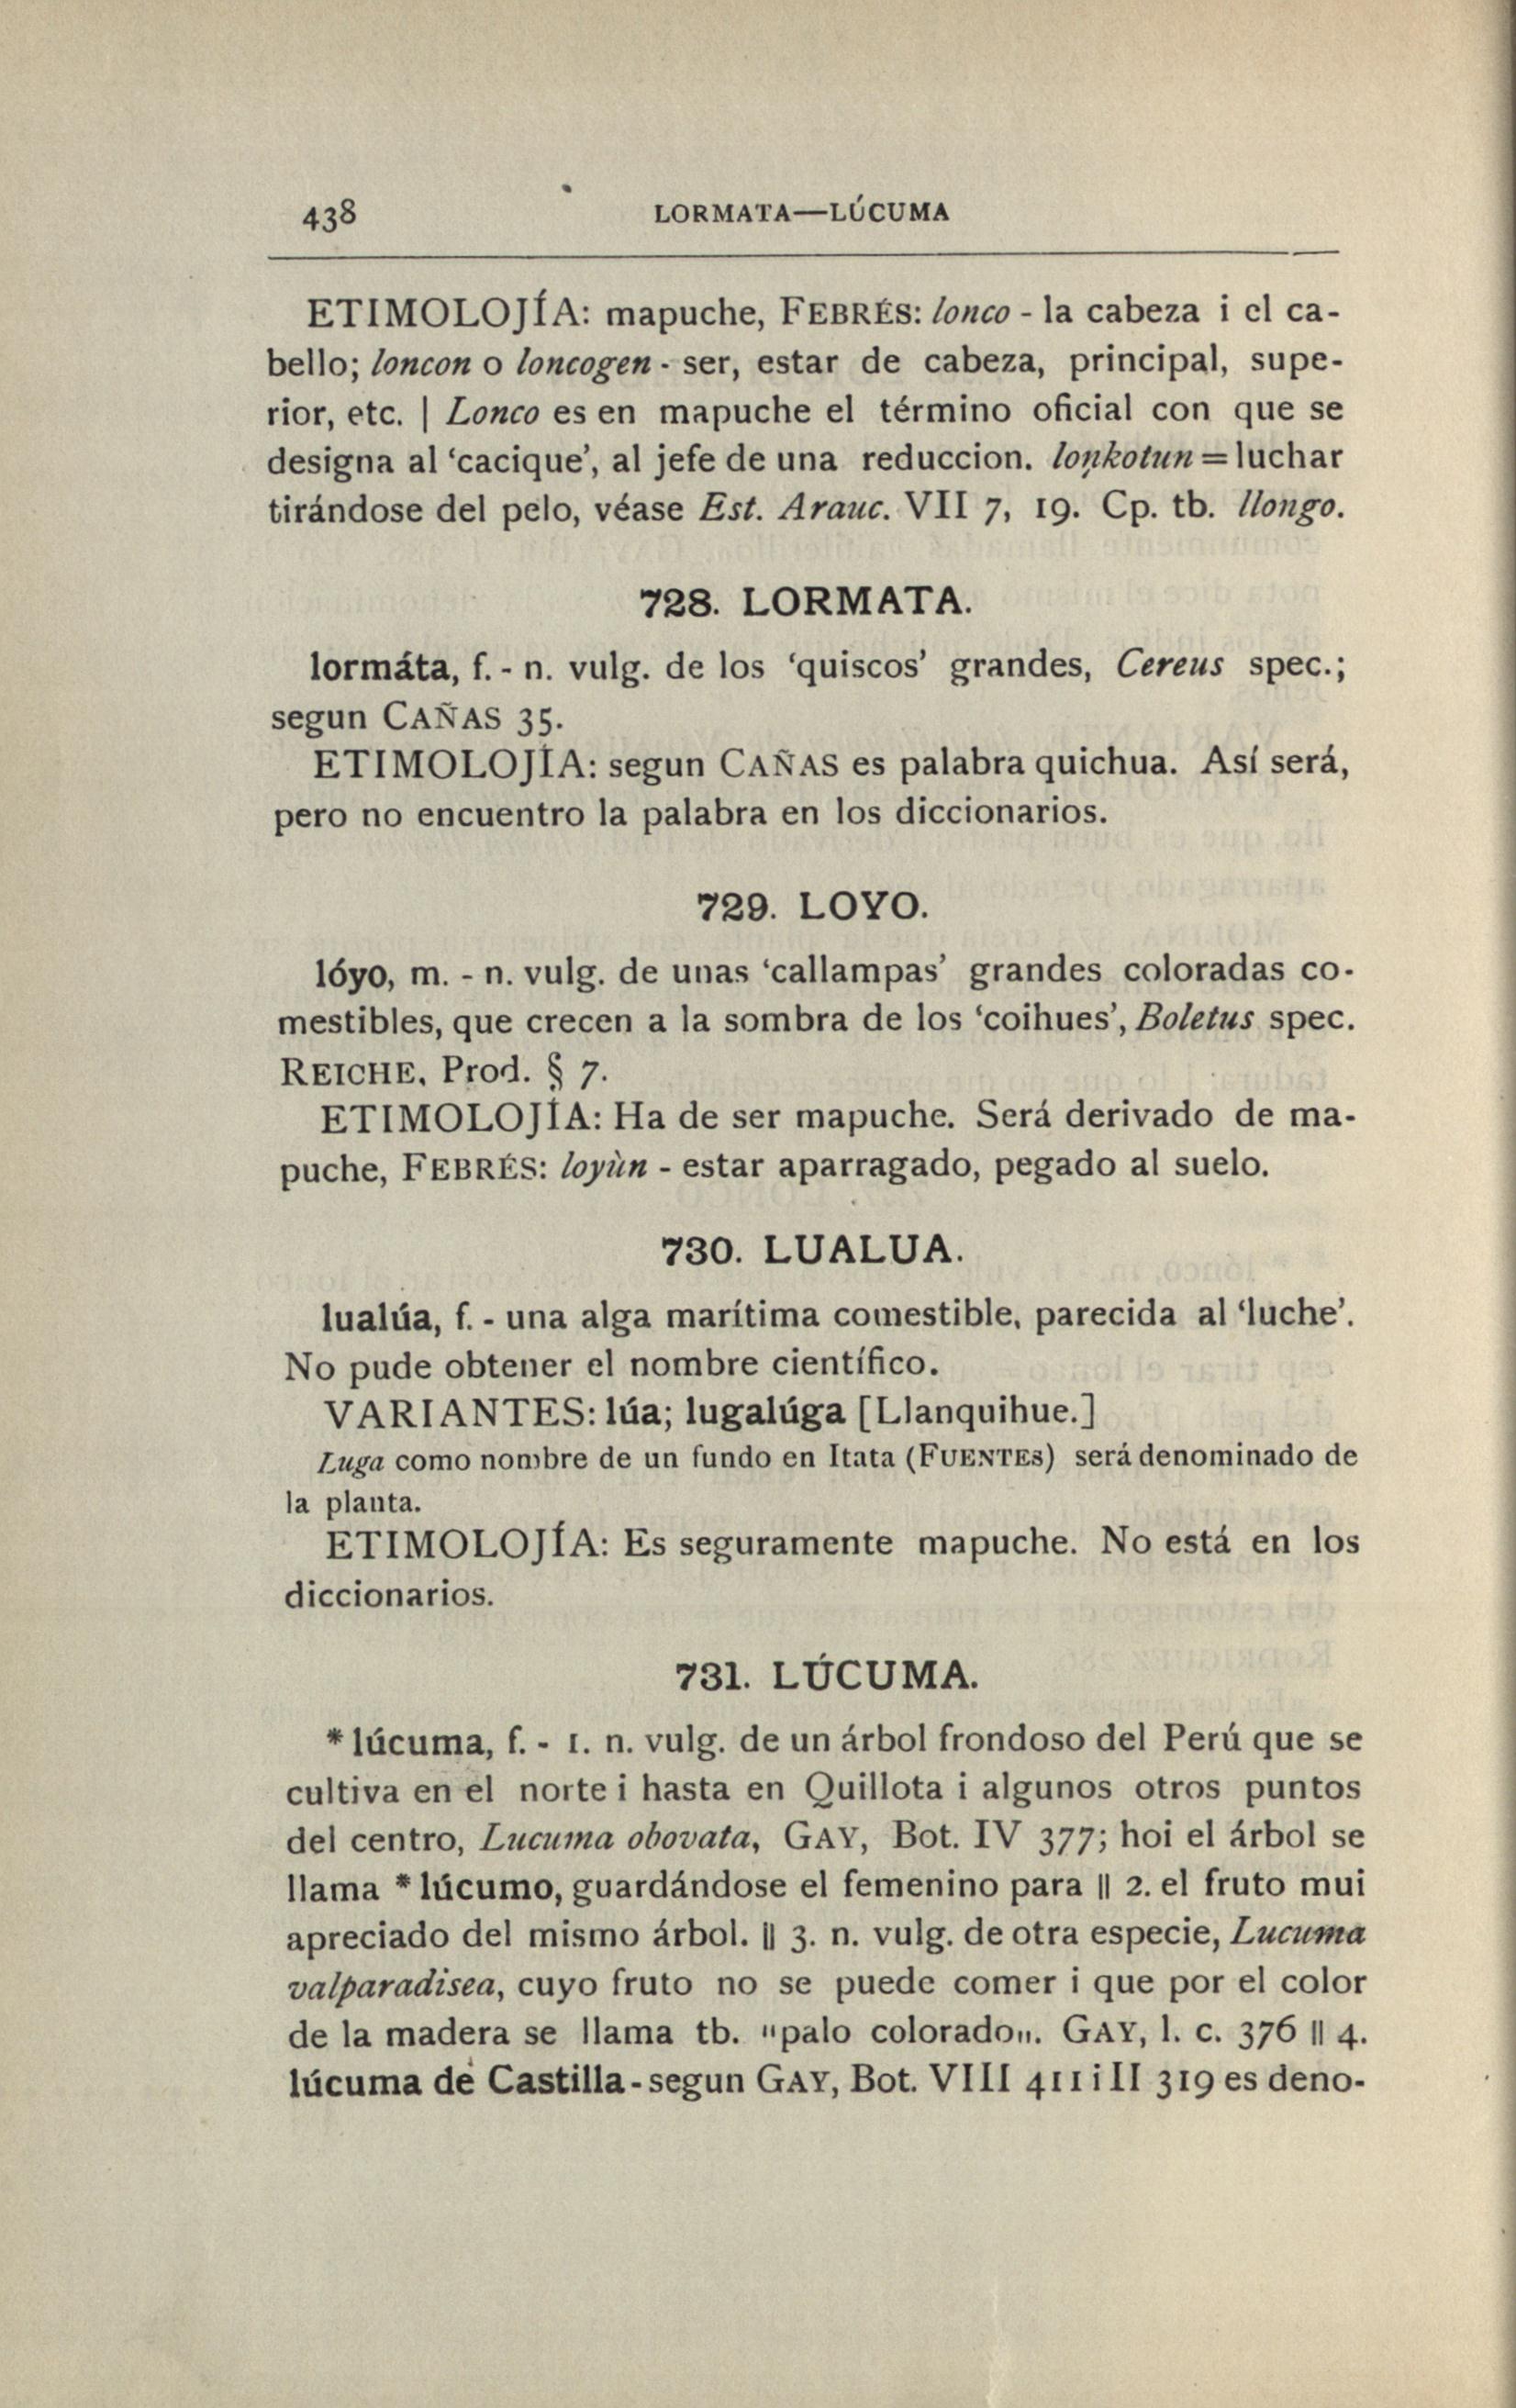 438
LORMATA—LÚCUMA
ETIMOLOJÍA: mapuche, FEBRÉS: lonco - la cabeza i el ca-
bello; loncon o loncogen - ser, estar de cabeza, principal, supe-
rior, etc. | Lonco es en mapuche el término oficial con que se
designa al ‘cacique’, al jefe de una reduccion. loṇkotun = luchar
tirándose del pelo, véase Est. Arauc. VII 7, 19. Cp. tb. llongo.
728. LORMATA.
lormáta, f. - n. vulg. de los ‘quiscos’ grandes, Cereus spec.;
segun CAÑAS 35.
ETIMOLOJÍA: segun CAÑAS es palabra quichua. Así será,
pero no encuentro la palabra en los diccionarios.
729. LOYO.
lóyo, m. - n. vulg. de unas ‘callampas’ grandes coloradas co-
mestibles, que crecen a la sombra de los ‘coihues’, Boletus spec.
REICHE, Prod. § 7.
ETIMOLOJÍA: Ha de ser mapuche. Será derivado de ma-
puche, FEBRÉS: loyùn - estar aparragado, pegado al suelo.
730. LUALUA.
lualúa, f. - una alga marítima comestible, parecida al ‘luche’.
No pude obtener el nombre científico.
VARIANTES: lúa; lugalúga [Llanquihue.]
Luga como nombre de un fundo en Itata (FUENTES) será denominado de
la planta.
ETIMOLOJÍA: Es seguramente mapuche. No está en los
diccionarios.
731. LÚCUMA.
* lúcuma, f. - 1. n. vulg. de un árbol frondoso del Perú que se
cultiva en el norte i hasta en Quillota i algunos otros puntos
del centro, Lucuma obovata, GAY, Bot. IV 377; hoi el árbol se
llama * lúcumo, guardándose el femenino para || 2. el fruto mui
apreciado del mismo árbol. || 3. n. vulg. de otra especie, Lucuma
valparadisea, cuyo fruto no se puede comer i que por el color
de la madera se llama tb. "palo colorado„. GAY, l. c. 376 || 4.
lúcuma de Castilla - segun GAY, Bot. VIII 411 i II 319 es deno-